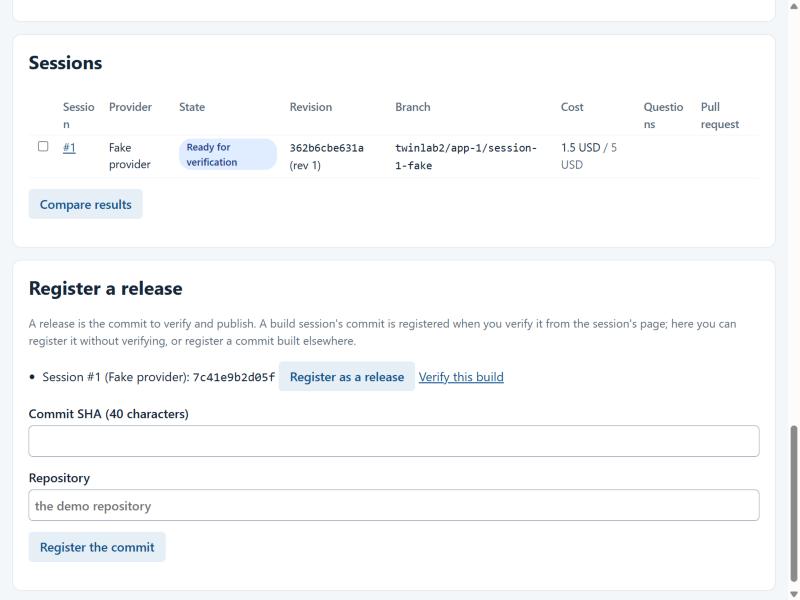 Sessions
Sessio
n
Provider
State
Revision
Branch
Cost
Questio
ns
Pull
request
#1
Fake
provider
Ready for
verification
362b6cbe631a
(rev 1)
twinlab2/app-1/session-
1-fake
1.5 USD / 5
USD
Compare results
Register a release
A release is the commit to verify and publish. A build session's commit is registered when you verify it from the session's page; here you can
register it without verifying, or register a commit built elsewhere.
• Session #1 (Fake provider): 7c41e9b2d05f Register as a release Verify this build
Commit SHA (40 characters)
Repository
the demo repository
Register the commit